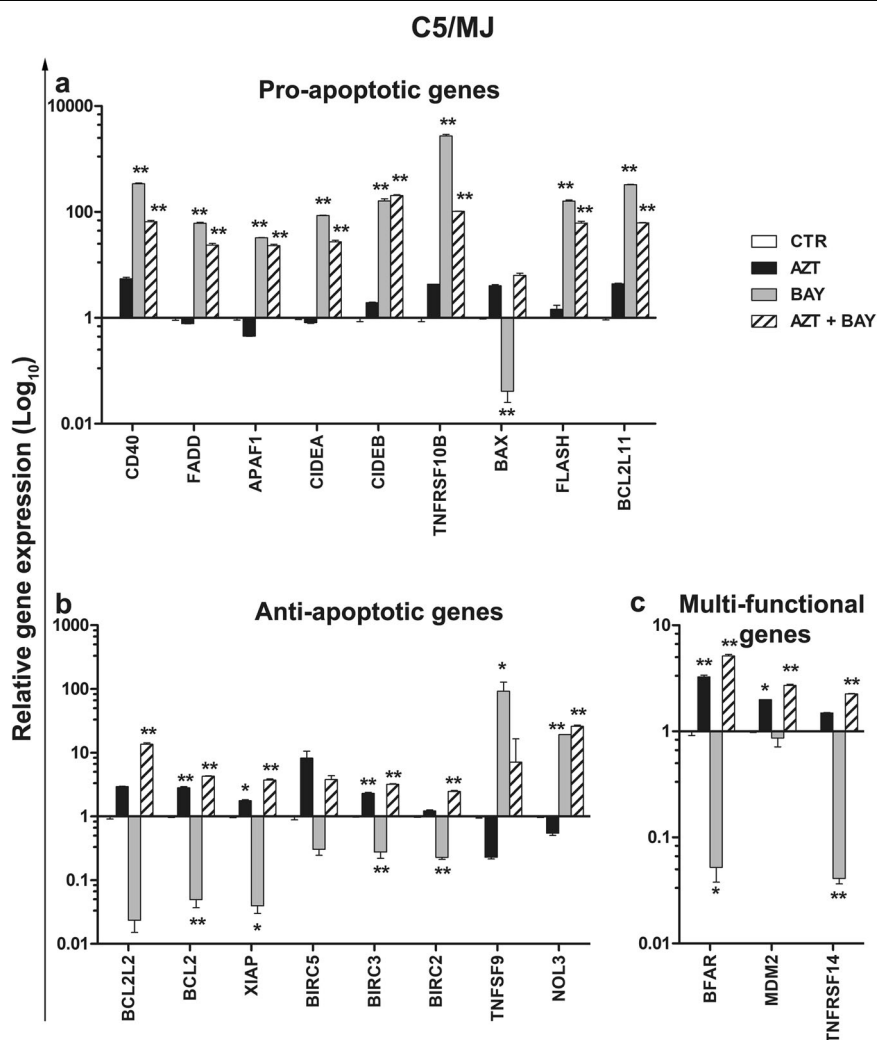 C5/MJ
a
Pro-apoptotic genes
10000
100
1
0.01
** ** ** ** ** ** ** ** ** ** ** ** ** ** ** ** **
CD40 FADD APAF1 CIDEA CIDEB TNFRSF10B BAX FLASH BCL2L11
CTR
AZT
BAY
AZT + BAY
Relative gene expression (Log10)
b
Anti-apoptotic genes
1000
100
10
1
0.1
0.01
** ** ** ** * ** * ** ** ** ** ** * ** **
BCL2L2 BCL2 XIAP BIRC5 BIRC3 BIRC2 TNFSF9 NOL3
c
Multi-functional
genes
10
1
0.1
0.01
** ** * * ** ** **
BFAR MDM2 TNFRSF14